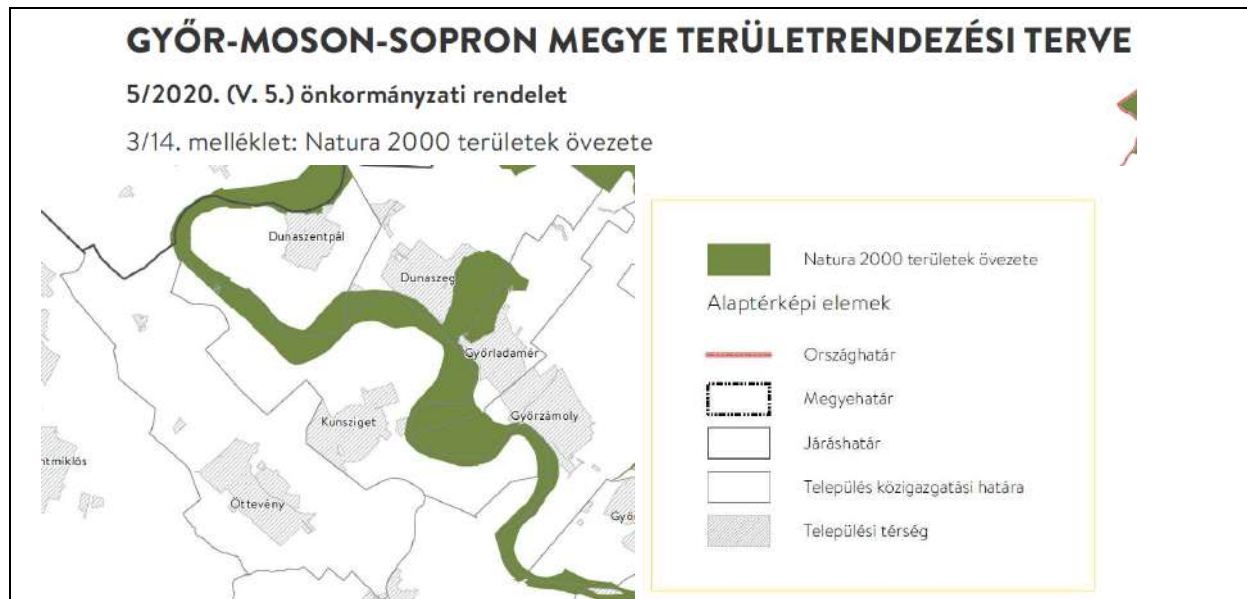 GYŐR-MOSON-SOPRON MEGYE TERÜLETRENDEZÉSI TERVE
5/2020. (V. 5.) önkormányzati rendelet
3/14. melléklet: Natura 2000 területek övezete
Dunaszentpál
Dunaszeg
Győrladamér
Győrzámoly
Kunsziget
ntmiklós
Öttevény
Győ
Natura 2000 területek övezete
Alaptérképi elemek
Országhatár
Megyehatár
Járáshatár
Település közigazgatási határa
Települési térség